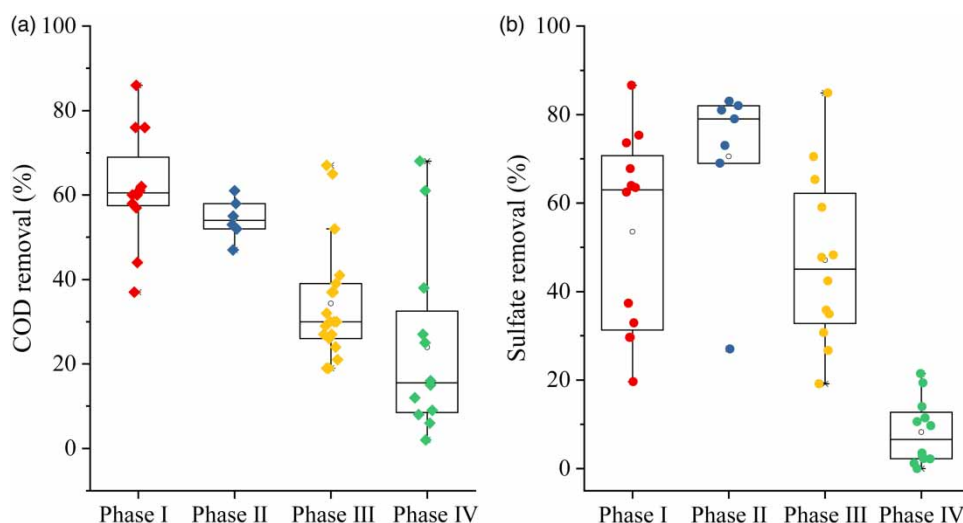 (a)
COD removal (%)
100
80
60
40
20
0
Phase I Phase II Phase III Phase IV
(b)
Sulfate removal (%)
100
80
60
40
20
0
Phase I Phase II Phase III Phase IV